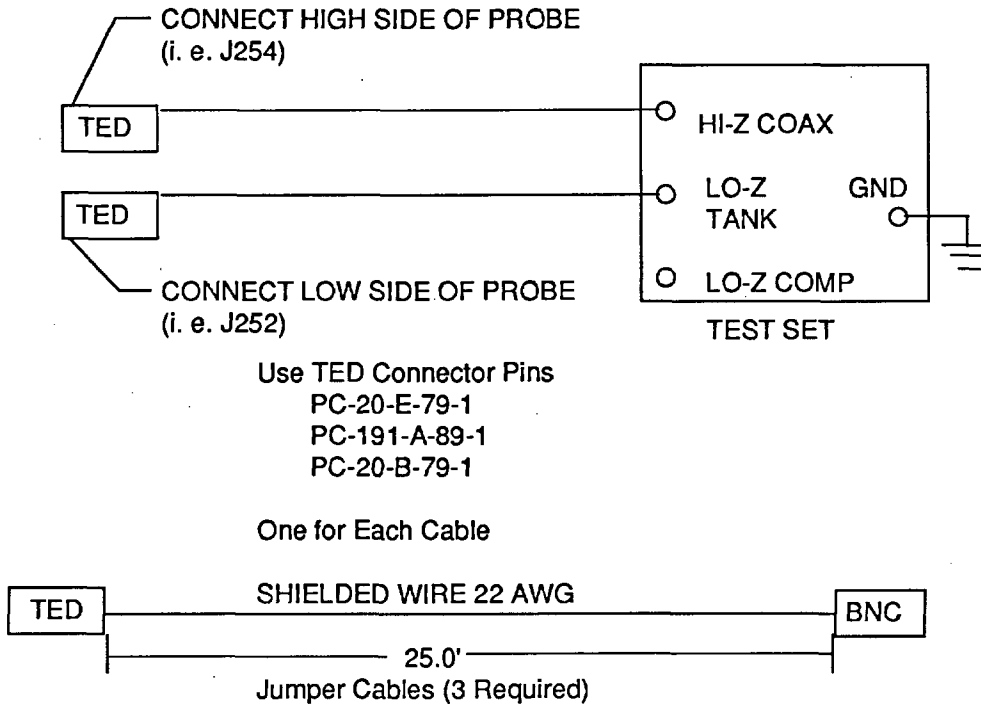 CONNECT HIGH SIDE OF PROBE
(i. e. J254)
TED
HI-Z COAX
TED
LO-Z
TANK
GND
LO-Z COMP
CONNECT LOW SIDE OF PROBE
(i. e. J252)
TEST SET
Use TED Connector Pins
PC-20-E-79-1
PC-191-A-89-1
PC-20-B-79-1
One for Each Cable
SHIELDED WIRE 22 AWG
TED
BNC
25.0'
Jumper Cables (3 Required)